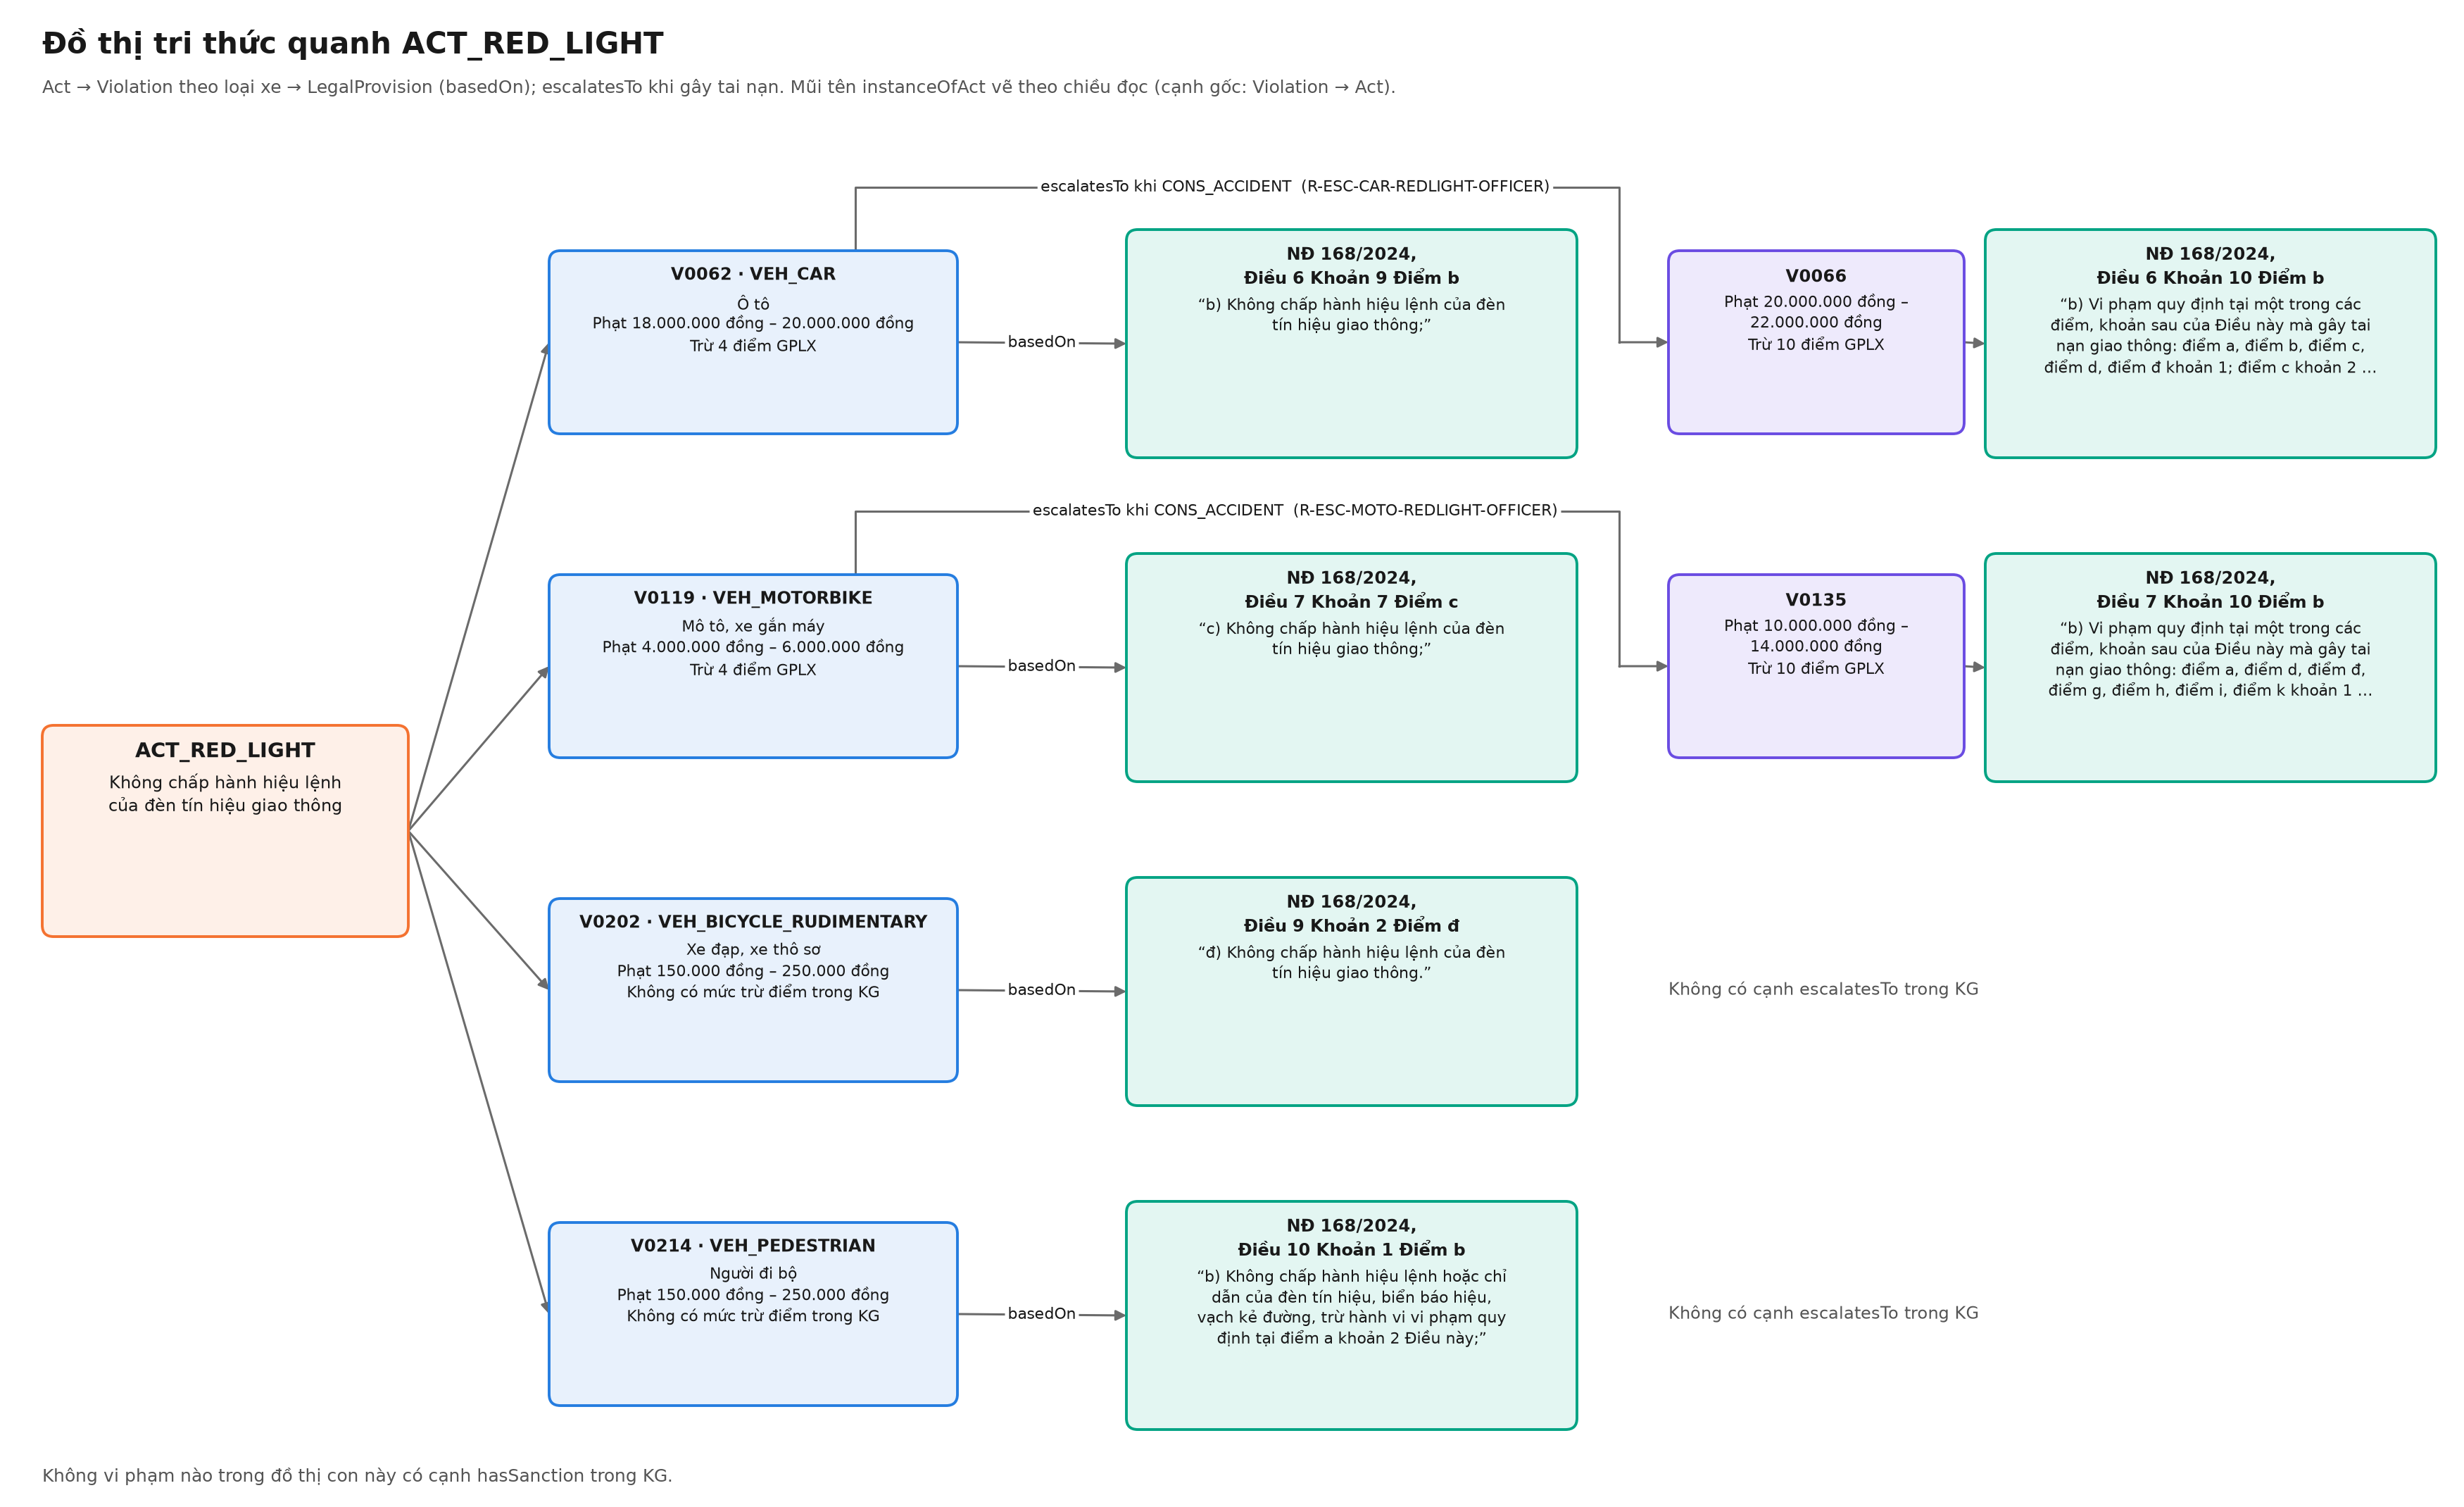 Đồ thị tri thức quanh ACT_RED_LIGHT
Act → Violation theo loại xe → LegalProvision (basedOn); escalatesTo khi gây tai nạn. Mũi tên instanceOfAct vẽ theo chiều đọc (cạnh gốc: Violation → Act).
escalatesTo khi CONS_ACCIDENT (R-ESC-CAR-REDLIGHT-OFFICER)
V0062 · VEH_CAR
Ô tô
Phạt 18.000.000 đồng – 20.000.000 đồng
Trừ 4 điểm GPLX
basedOn
NĐ 168/2024,
Điều 6 Khoản 9 Điểm b
“b) Không chấp hành hiệu lệnh của đèn
tín hiệu giao thông;”
V0066
Phạt 20.000.000 đồng –
22.000.000 đồng
Trừ 10 điểm GPLX
NĐ 168/2024,
Điều 6 Khoản 10 Điểm b
“b) Vi phạm quy định tại một trong các
điểm, khoản sau của Điều này mà gây tai
nạn giao thông: điểm a, điểm b, điểm c,
điểm d, điểm đ khoản 1; điểm c khoản 2 …
escalatesTo khi CONS_ACCIDENT (R-ESC-MOTO-REDLIGHT-OFFICER)
V0119 · VEH_MOTORBIKE
Mô tô, xe gắn máy
Phạt 4.000.000 đồng – 6.000.000 đồng
Trừ 4 điểm GPLX
basedOn
NĐ 168/2024,
Điều 7 Khoản 7 Điểm c
“c) Không chấp hành hiệu lệnh của đèn
tín hiệu giao thông;”
V0135
Phạt 10.000.000 đồng –
14.000.000 đồng
Trừ 10 điểm GPLX
NĐ 168/2024,
Điều 7 Khoản 10 Điểm b
“b) Vi phạm quy định tại một trong các
điểm, khoản sau của Điều này mà gây tai
nạn giao thông: điểm a, điểm d, điểm đ,
điểm g, điểm h, điểm i, điểm k khoản 1 …
ACT_RED_LIGHT
Không chấp hành hiệu lệnh
của đèn tín hiệu giao thông
V0202 · VEH_BICYCLE_RUDIMENTARY
Xe đạp, xe thô sơ
Phạt 150.000 đồng – 250.000 đồng
Không có mức trừ điểm trong KG
basedOn
NĐ 168/2024,
Điều 9 Khoản 2 Điểm đ
“đ) Không chấp hành hiệu lệnh của đèn
tín hiệu giao thông.”
Không có cạnh escalatesTo trong KG
V0214 · VEH_PEDESTRIAN
Người đi bộ
Phạt 150.000 đồng – 250.000 đồng
Không có mức trừ điểm trong KG
basedOn
NĐ 168/2024,
Điều 10 Khoản 1 Điểm b
“b) Không chấp hành hiệu lệnh hoặc chỉ
dẫn của đèn tín hiệu, biển báo hiệu,
vạch kẻ đường, trừ hành vi vi phạm quy
định tại điểm a khoản 2 Điều này;”
Không có cạnh escalatesTo trong KG
Không vi phạm nào trong đồ thị con này có cạnh hasSanction trong KG.